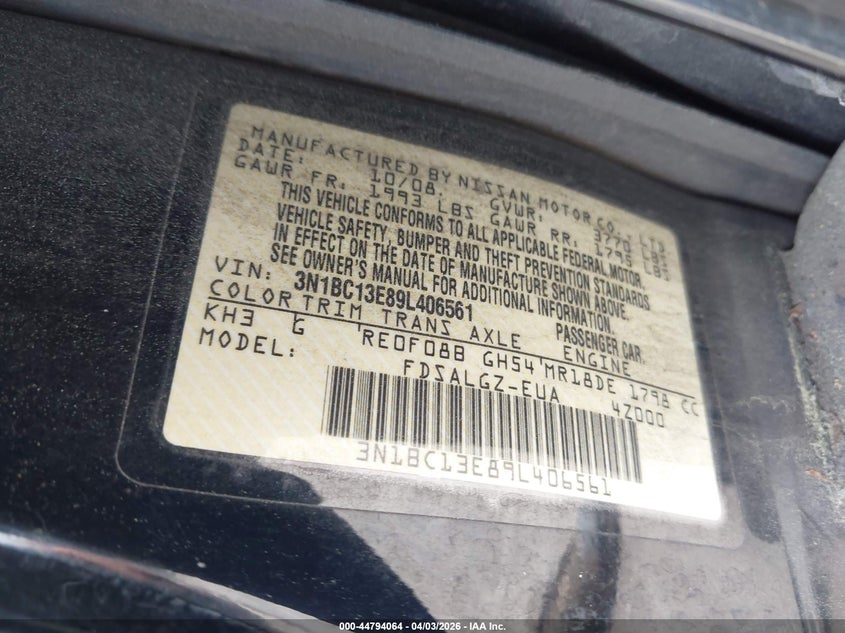 MANUFACTURED BY NISSAN MOTOR CO., LTD
DATE: 10/08 GVWR: 3770 LBS
GAWR FR: 1993 LBS GAWR RR: 1795 LBS
THIS VEHICLE CONFORMS TO ALL APPLICABLE FEDERAL MOTOR
VEHICLE SAFETY, BUMPER AND THEFT PREVENTION STANDARDS
IN EFFECT ON THE DATE OF MANUFACTURE SHOWN ABOVE.
SEE OWNER'S MANUAL FOR ADDITIONAL INFORMATION.
VIN: 3N1BC13E89L406561 PASSENGER CAR.
COLOR TRIM TRANS AXLE ENGINE
KH3 G RE0F08B GH54 MR18DE 1798 CC
MODEL: FDSALGZ-EUA 4Z000
3N1BC13E89L406561
000-44794064 - 04/03/2026 - IAA Inc.